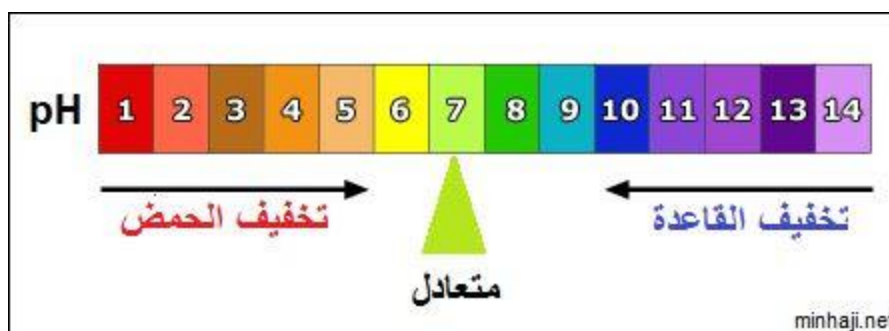 pH 1 2 3 4 5 6 7 8 9 10 11 12 13 14
تخفيف الحمض
تخفيف القاعدة
متعادل
minhaji.net